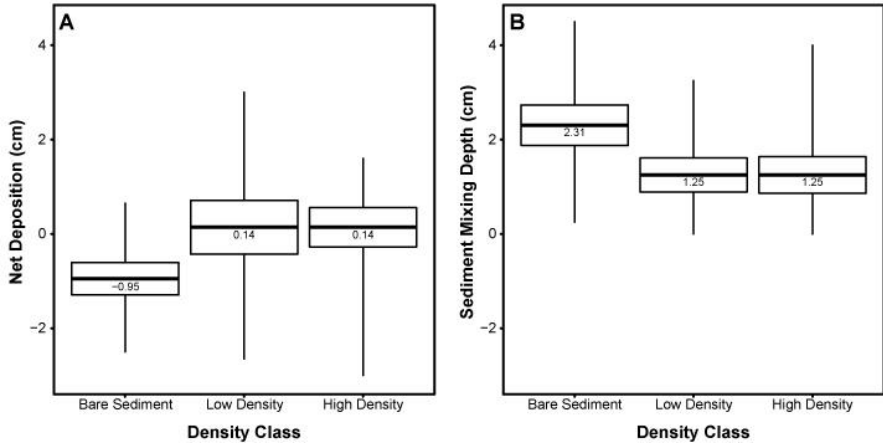 A
Net Deposition (cm)
4
2
0
−2
−0.95
0.14
0.14
Bare Sediment
Low Density
High Density
Density Class
B
Sediment Mixing Depth (cm)
4
2
0
−2
2.31
1.25
1.25
Bare Sediment
Low Density
High Density
Density Class